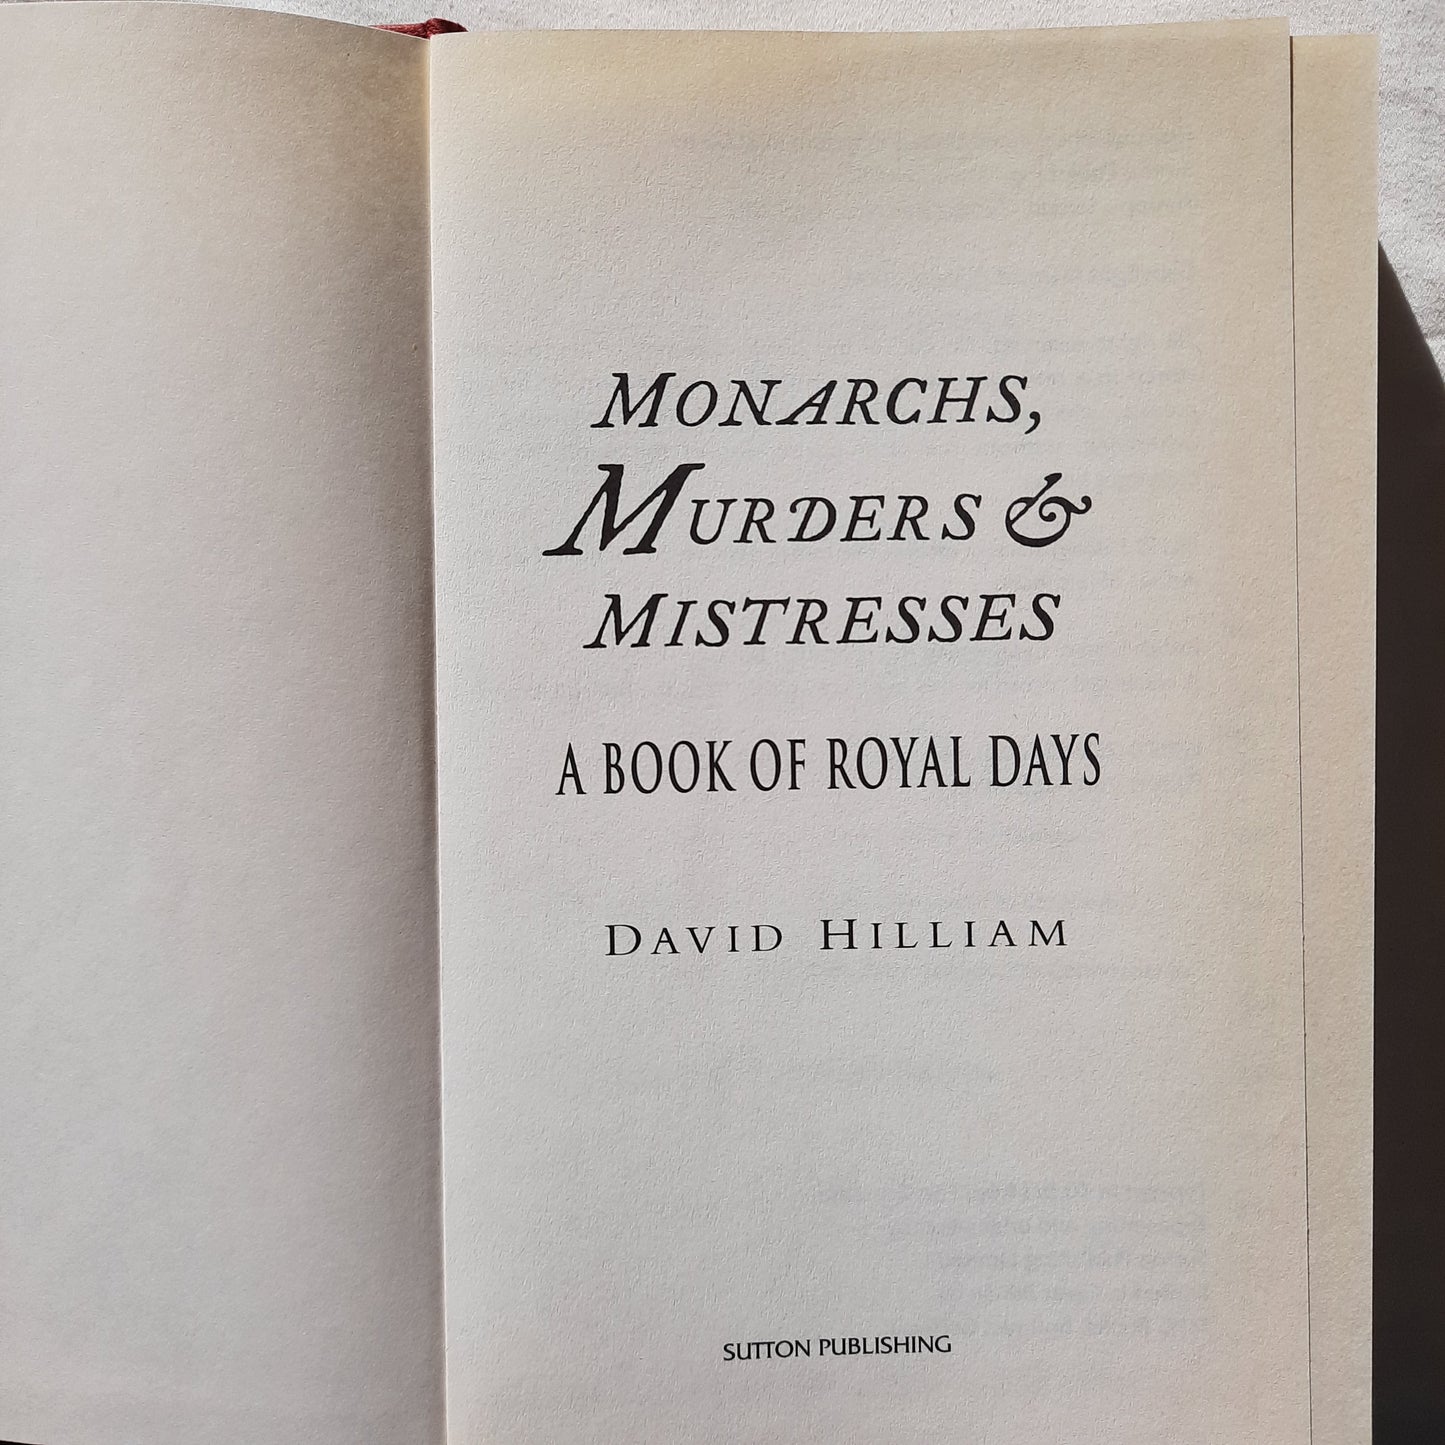 MONARCHS,
MURDERS &
MISTRESSES
A BOOK OF ROYAL DAYS
DAVID HILLIAM
SUTTON PUBLISHING